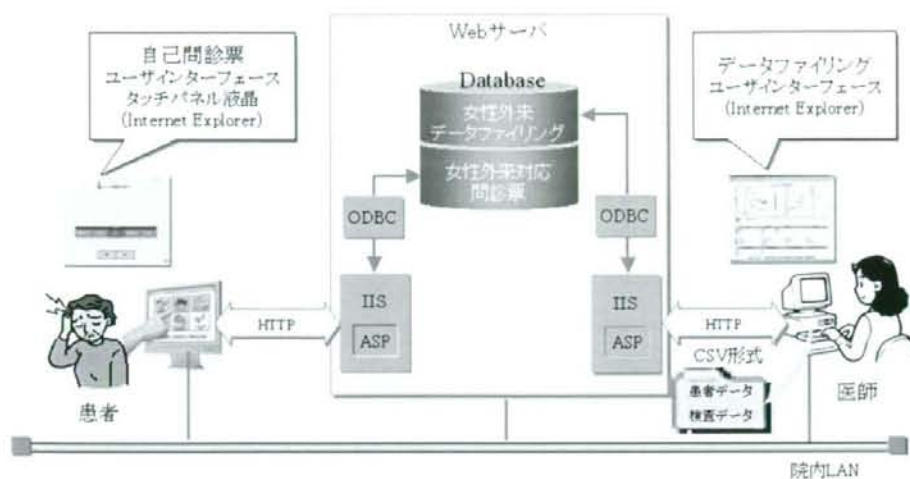 Webサーバ
自己問診票
ユーザインターフェース
タッチパネル液晶
(Internet Explorer)
データファイリング
ユーザインターフェース
(Internet Explorer)
Database
女性外来
データファイリング
女性外来対応
問診票
ODBC
ODBC
IIS
ASP
IIS
ASP
HTTP
HTTP
CSV形式
患者データ
検査データ
患者
医師
院内LAN